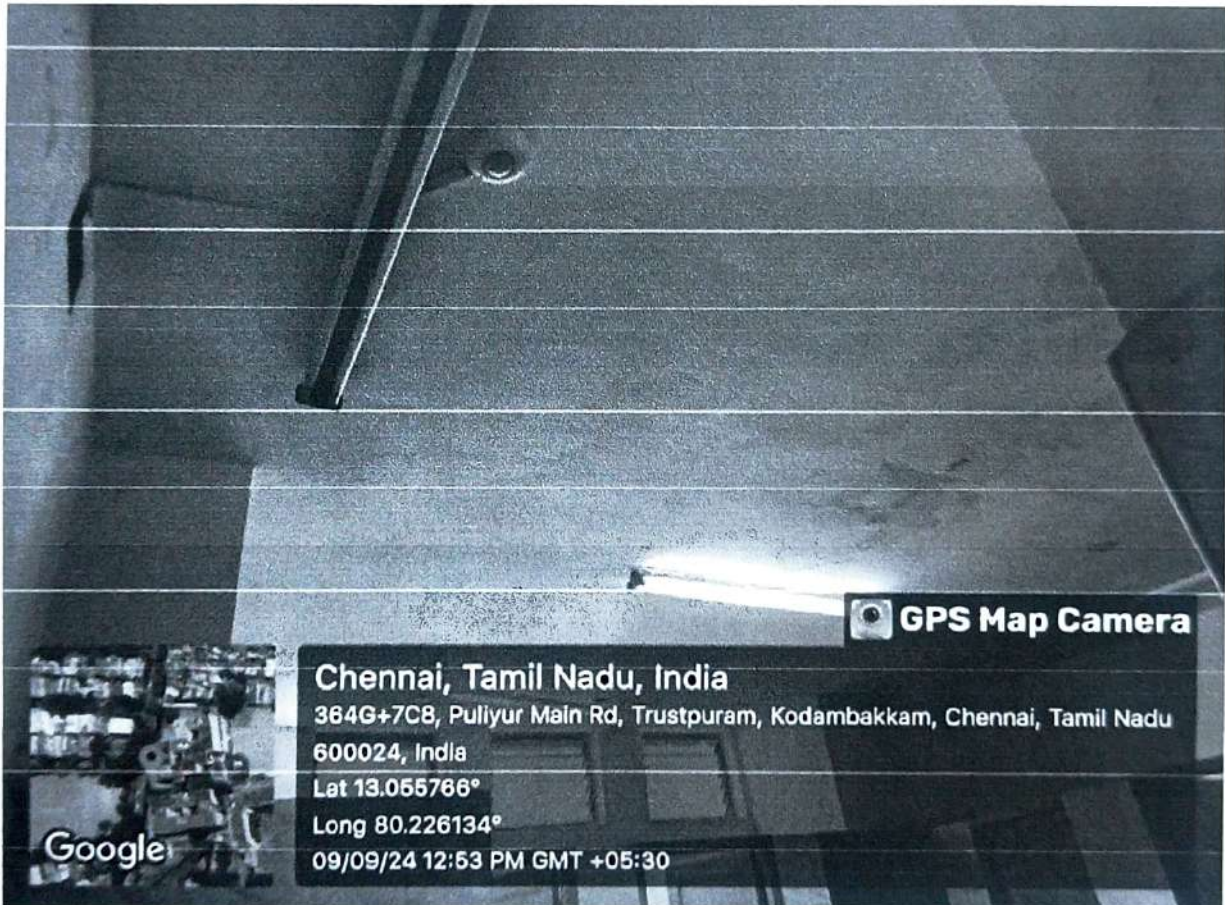 GPS Map Camera
Chennai, Tamil Nadu, India
364G+7C8, Puliyur Main Rd, Trustpuram, Kodambakkam, Chennai, Tamil Nadu
600024, India
Lat 13.055766°
Long 80.226134°
09/09/24 12:53 PM GMT +05:30
Google